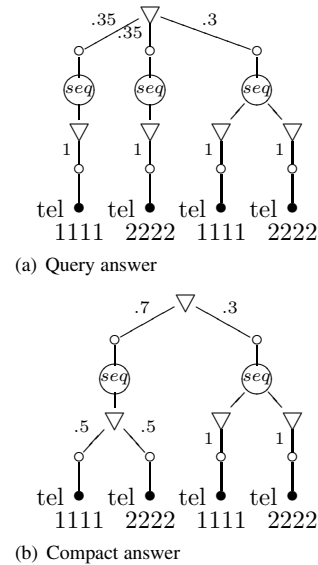 .35 .35 .3
seq seq seq
1 1 1 1
tel tel tel tel
1111 2222 1111 2222
(a) Query answer
.7 .3
seq seq
.5 .5 1 1
tel tel tel tel
1111 2222 1111 2222
(b) Compact answer